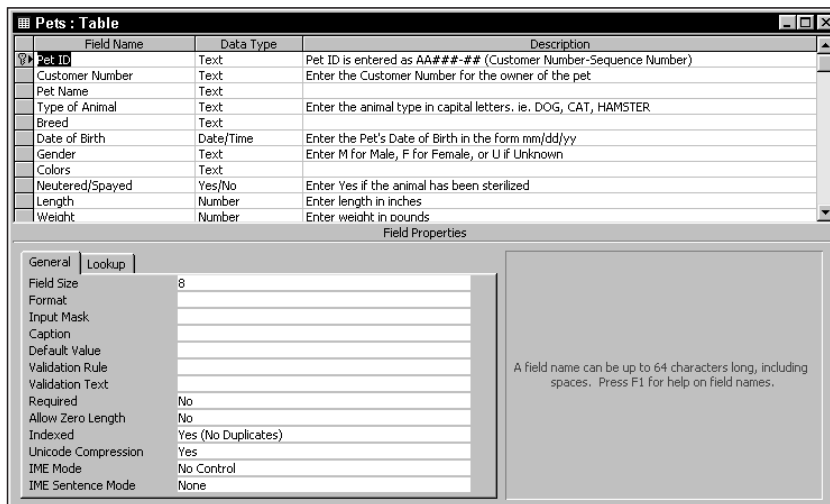 Pets : Table
Field Name Data Type Description
Pet ID Text Pet ID is entered as AA###-## (Customer Number-Sequence Number)
Customer Number Text Enter the Customer Number for the owner of the pet
Pet Name Text
Type of Animal Text Enter the animal type in capital letters. ie. DOG, CAT, HAMSTER
Breed Text
Date of Birth Date/Time Enter the Pet's Date of Birth in the form mm/dd/yy
Gender Text Enter M for Male, F for Female, or U if Unknown
Colors Text
Neutered/Spayed Yes/No Enter Yes if the animal has been sterilized
Length Number Enter length in inches
Weight Number Enter weight in pounds
Field Properties
General Lookup
Field Size 8
Format
Input Mask
Caption
Default Value
Validation Rule
Validation Text
Required No
Allow Zero Length No
Indexed Yes (No Duplicates)
Unicode Compression Yes
IME Mode No Control
IME Sentence Mode None
A field name can be up to 64 characters long, including
spaces. Press F1 for help on field names.